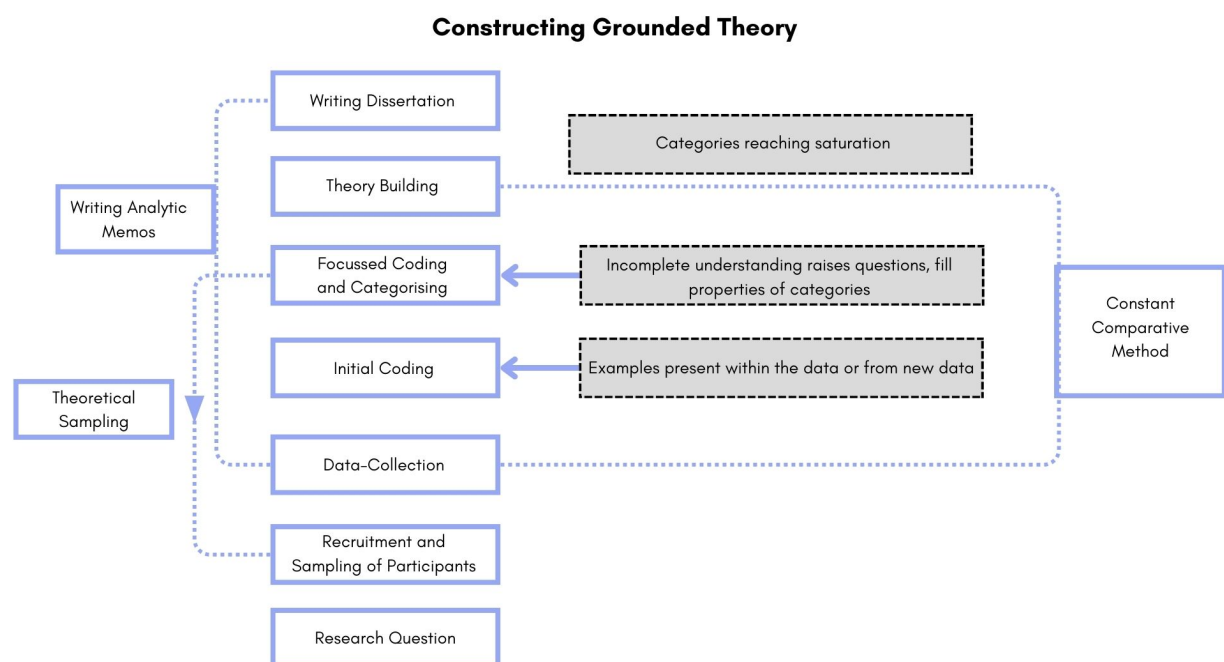 Constructing Grounded Theory
Writing Dissertation
Categories reaching saturation
Theory Building
Writing Analytic
Memos
Focussed Coding
and Categorising
Incomplete understanding raises questions, fill
properties of categories
Constant
Comparative
Method
Initial Coding
Examples present within the data or from new data
Theoretical
Sampling
Data-Collection
Recruitment and
Sampling of Participants
Research Question